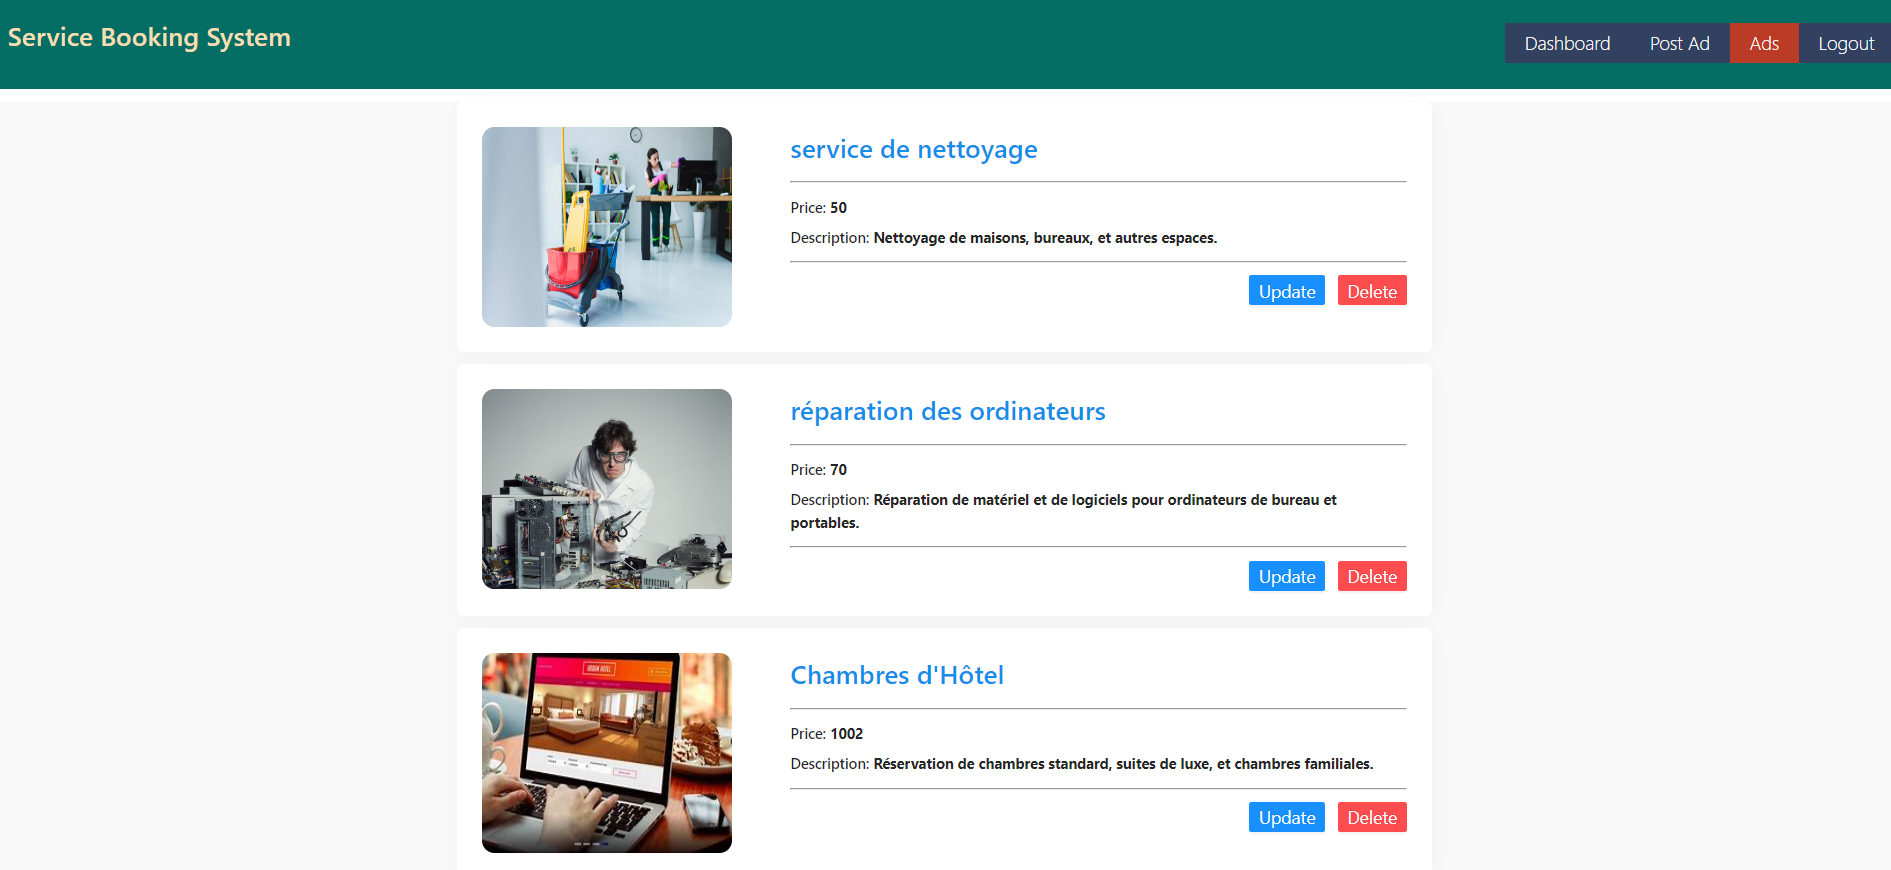 Service Booking System
Dashboard Post Ad Ads Logout
service de nettoyage
Price: 50
Description: Nettoyage de maisons, bureaux, et autres espaces.
Update Delete
réparation des ordinateurs
Price: 70
Description: Réparation de matériel et de logiciels pour ordinateurs de bureau et
portables.
Update Delete
URBAN HOTEL
Chambres d'Hôtel
Price: 1002
Description: Réservation de chambres standard, suites de luxe, et chambres familiales.
Update Delete